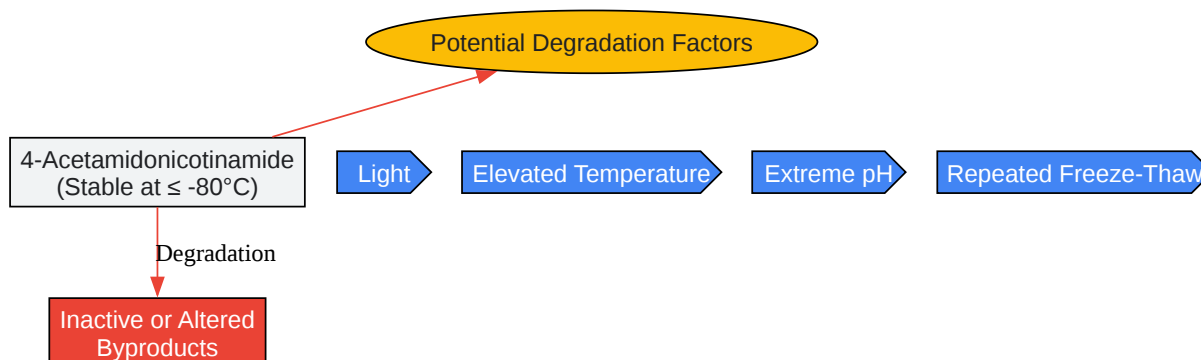 Potential Degradation Factors
4-Acetamidonicotinamide
(Stable at ≤ -80°C)
Light
Elevated Temperature
Extreme pH
Repeated Freeze-Thaw
Degradation
Inactive or Altered
Byproducts